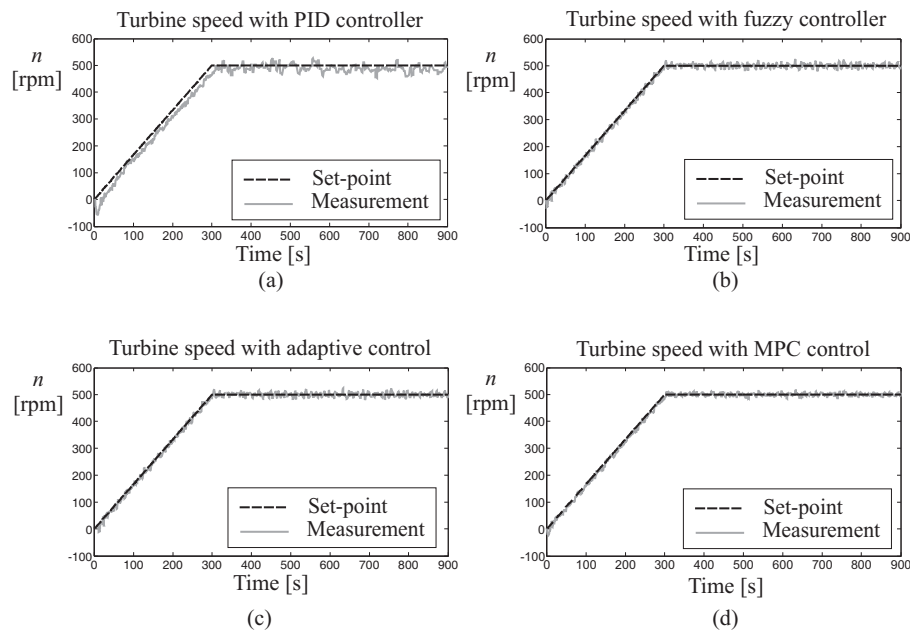 Turbine speed with PID controller
n
[rpm]
600
500
400
300
200
100
0
-100
Set-point
Measurement
0 100 200 300 400 500 600 700 800 900
Time [s]
(a)
Turbine speed with fuzzy controller
n
[rpm]
600
500
400
300
200
100
0
-100
Set-point
Measurement
0 100 200 300 400 500 600 700 800 900
Time [s]
(b)
Turbine speed with adaptive control
n
[rpm]
600
500
400
300
200
100
0
-100
Set-point
Measurement
0 100 200 300 400 500 600 700 800 900
Time [s]
(c)
Turbine speed with MPC control
n
[rpm]
600
500
400
300
200
100
0
-100
Set-point
Measurement
0 100 200 300 400 500 600 700 800 900
Time [s]
(d)